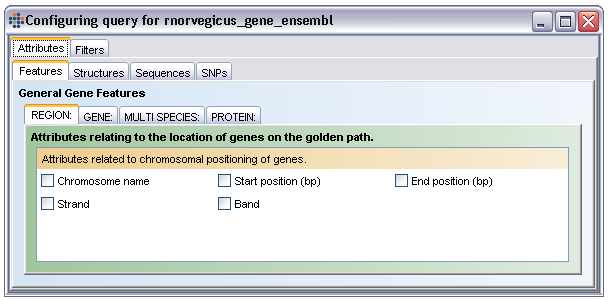 Configuring query for rnorvegicus_gene_ensembl
Attributes Filters
Features Structures Sequences SNPs
General Gene Features
REGION: GENE: MULTI SPECIES: PROTEIN:
Attributes relating to the location of genes on the golden path.
Attributes related to chromosomal positioning of genes.
Chromosome name Start position (bp) End position (bp)
Strand Band